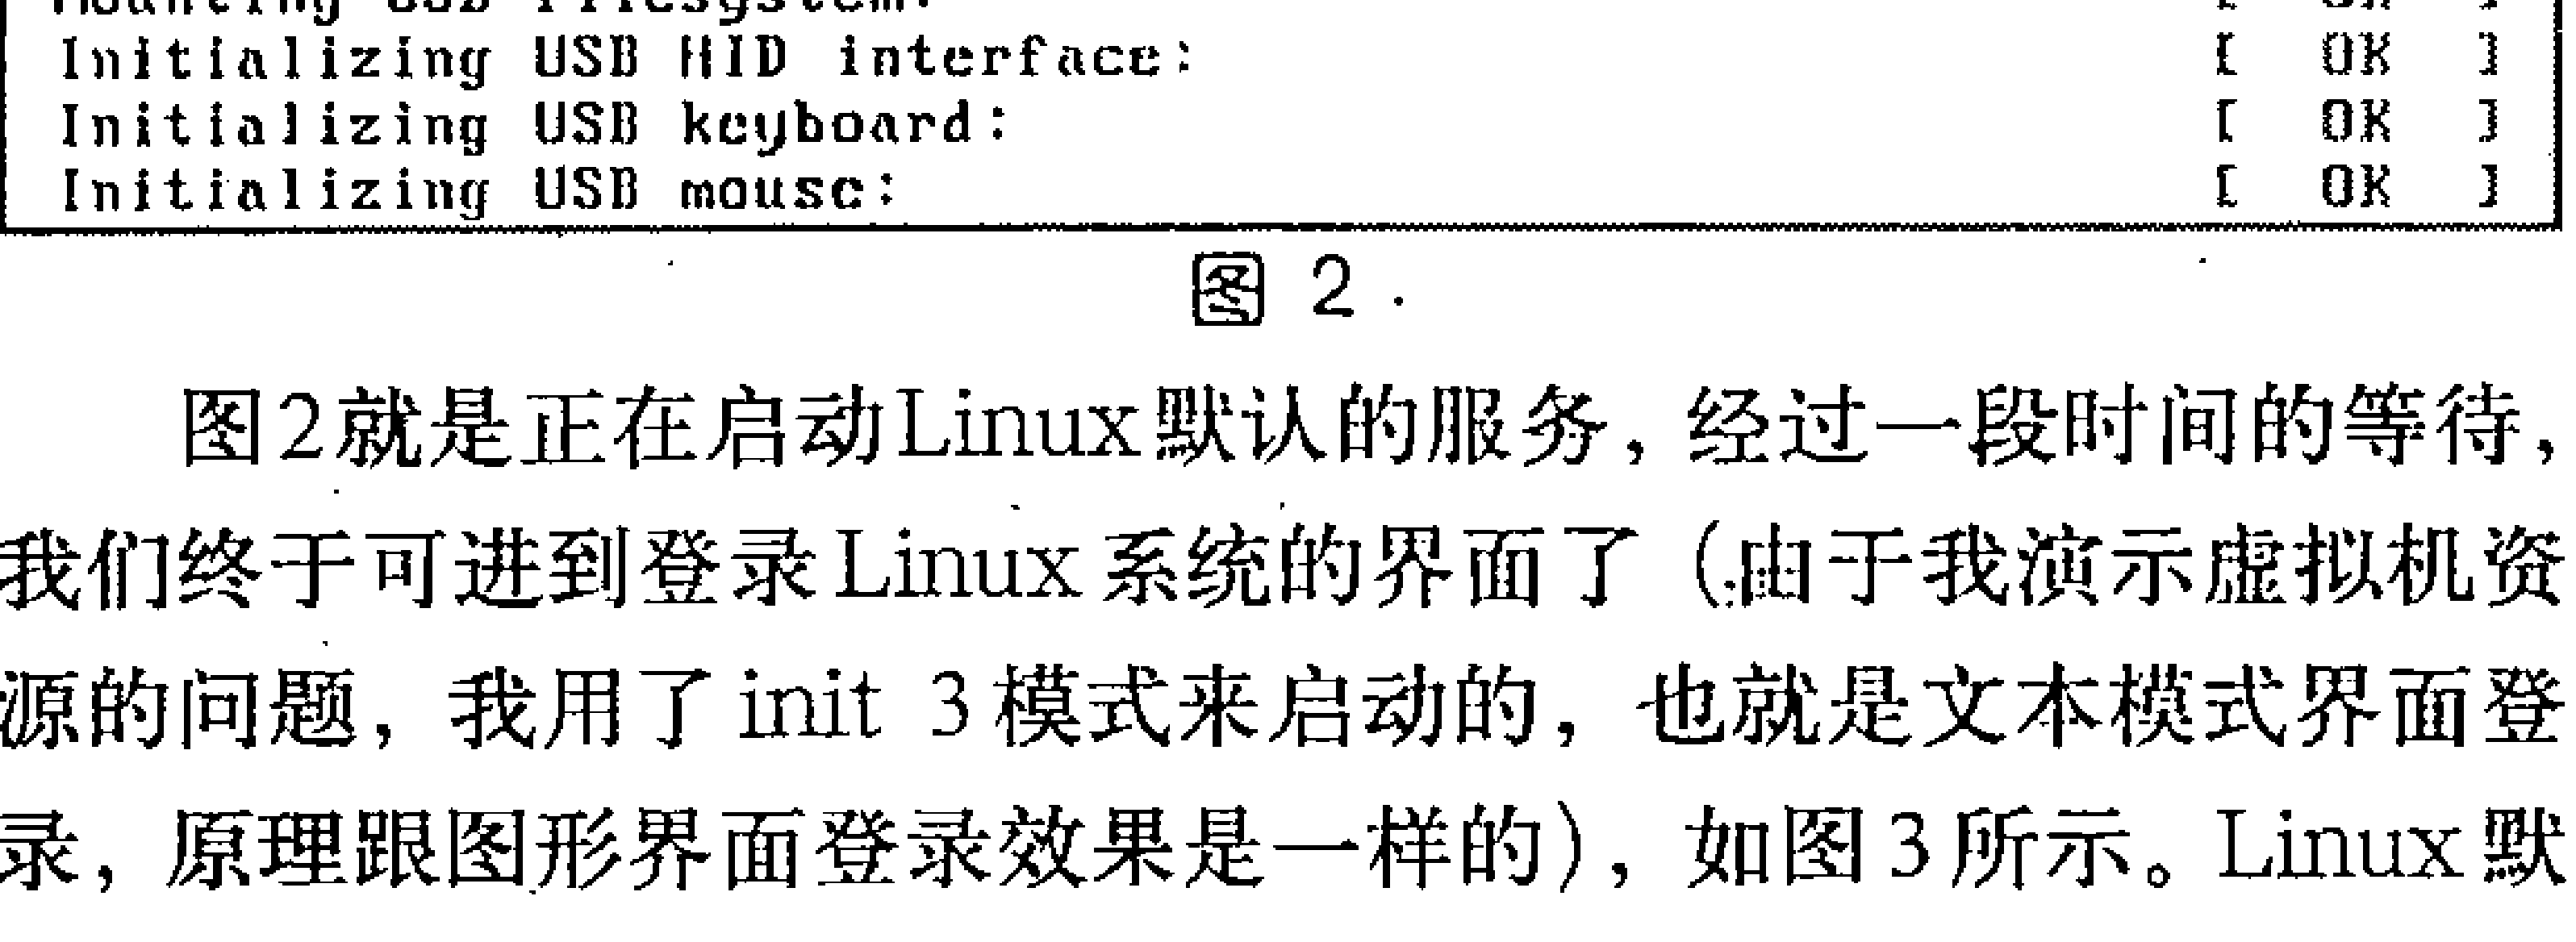 Mounting USB filesystem: [ OK ]
Initializing USB HID interface: [ OK ]
Initializing USB keyboard: [ OK ]
Initializing USB mouse: [ OK ]
图 2
图2就是正在启动Linux默认的服务，经过一段时间的等待，
我们终于可进到登录Linux系统的界面了（由于我演示虚拟机资
源的问题，我用了init 3模式来启动的，也就是文本模式界面登
录，原理跟图形界面登录效果是一样的），如图3所示。Linux默